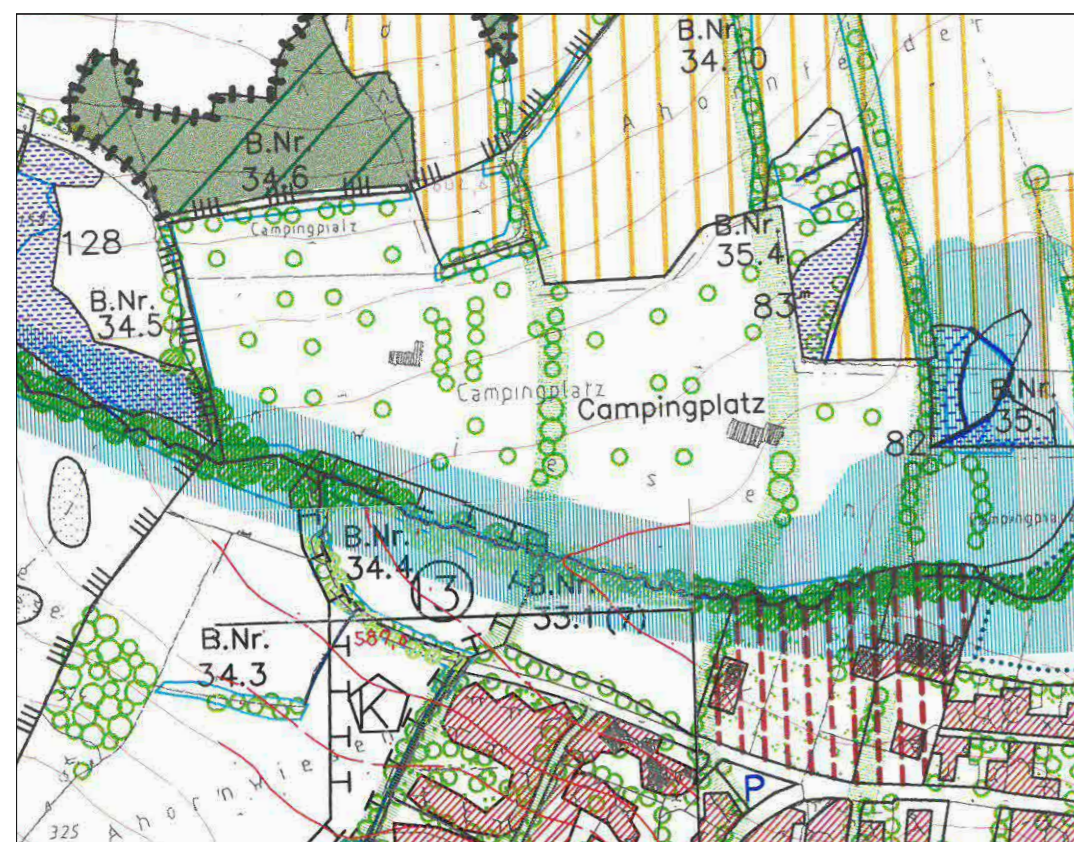 B.Nr.
34.10
B.Nr.
34.6
Campingplatz
128
B.Nr.
35.4
B.Nr.
34.5
83
Campingplatz
Campingplatz
B.Nr.
35.1
82
B.Nr.
34.4
3
B.Nr.
33.1 (7)
B.Nr.
34.3
K
P
325